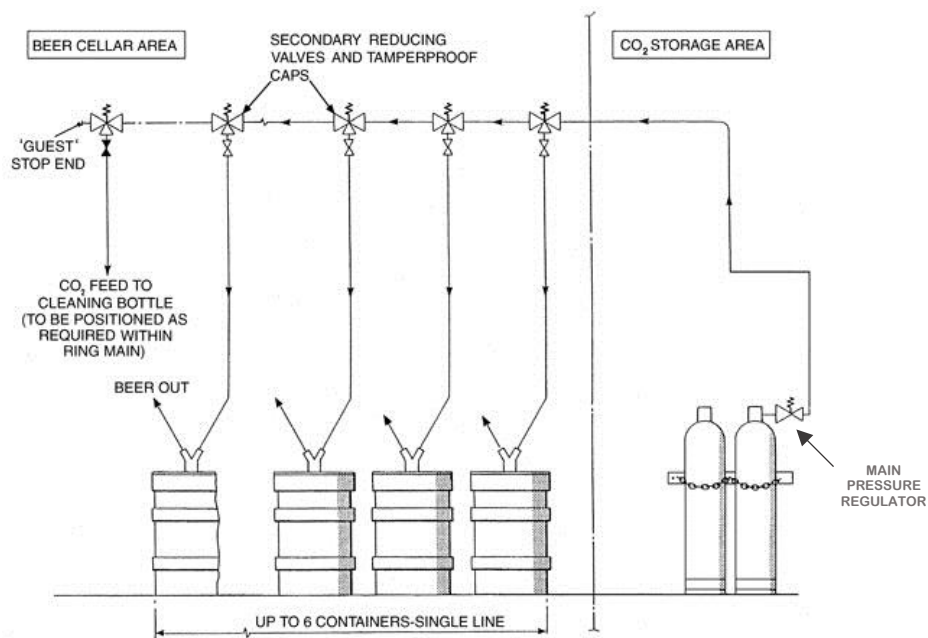 BEER CELLAR AREA
SECONDARY REDUCING
VALVES AND TAMPERPROOF
CAPS
CO₂ STORAGE AREA
'GUEST'
STOP END
CO₂ FEED TO
CLEANING BOTTLE
(TO BE POSITIONED AS
REQUIRED WITHIN
RING MAIN)
BEER OUT
MAIN
PRESSURE
REGULATOR
UP TO 6 CONTAINERS-SINGLE LINE